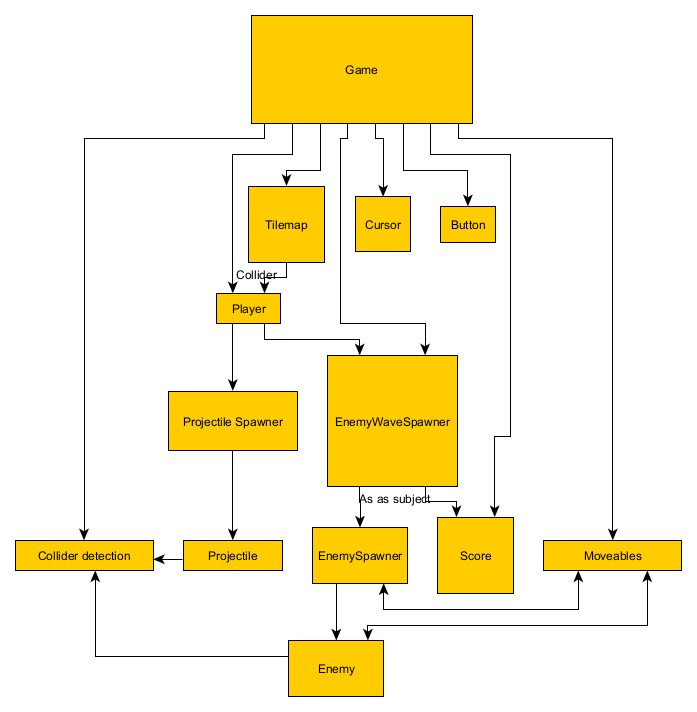 Game
Tilemap
Cursor
Button
Collider
Player
Projectile Spawner
EnemyWaveSpawner
As as subject
Collider detection
Projectile
EnemySpawner
Score
Moveables
Enemy